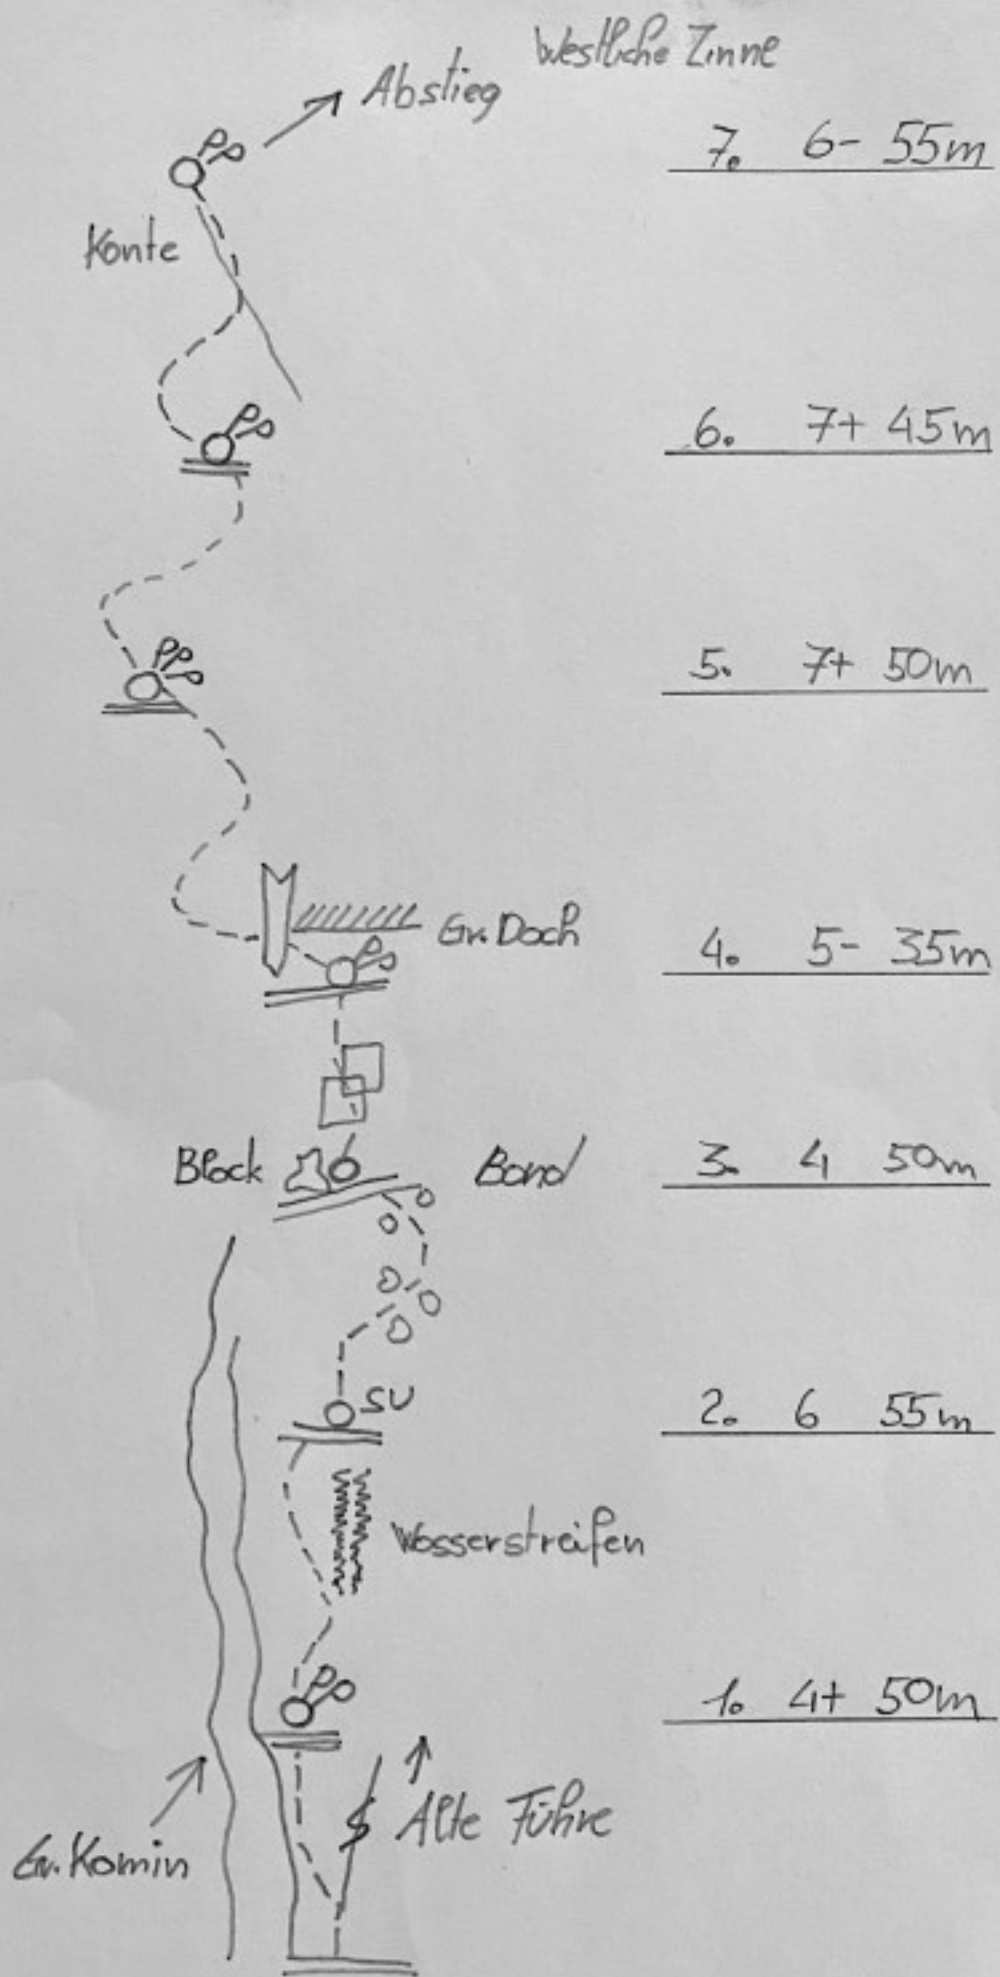 Westliche Zinne
Abstieg
7. 6- 55m
Kante
6. 7+ 45m
5. 7+ 50m
Gr. Dach
4. 5- 35m
Block
Band
3. 4 50m
SU
2. 6 55m
Wasserstreifen
1. 4+ 50m
Alte Führe
Gr. Komin